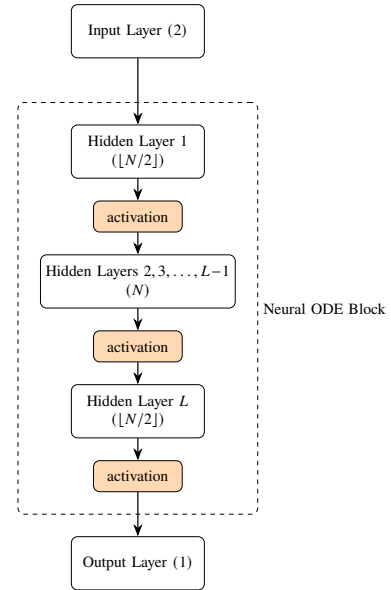 Input Layer (2)
Hidden Layer 1
(⌊N/2⌋)
activation
Hidden Layers 2, 3, . . . , L−1
(N)
Neural ODE Block
activation
Hidden Layer L
(⌊N/2⌋)
activation
Output Layer (1)